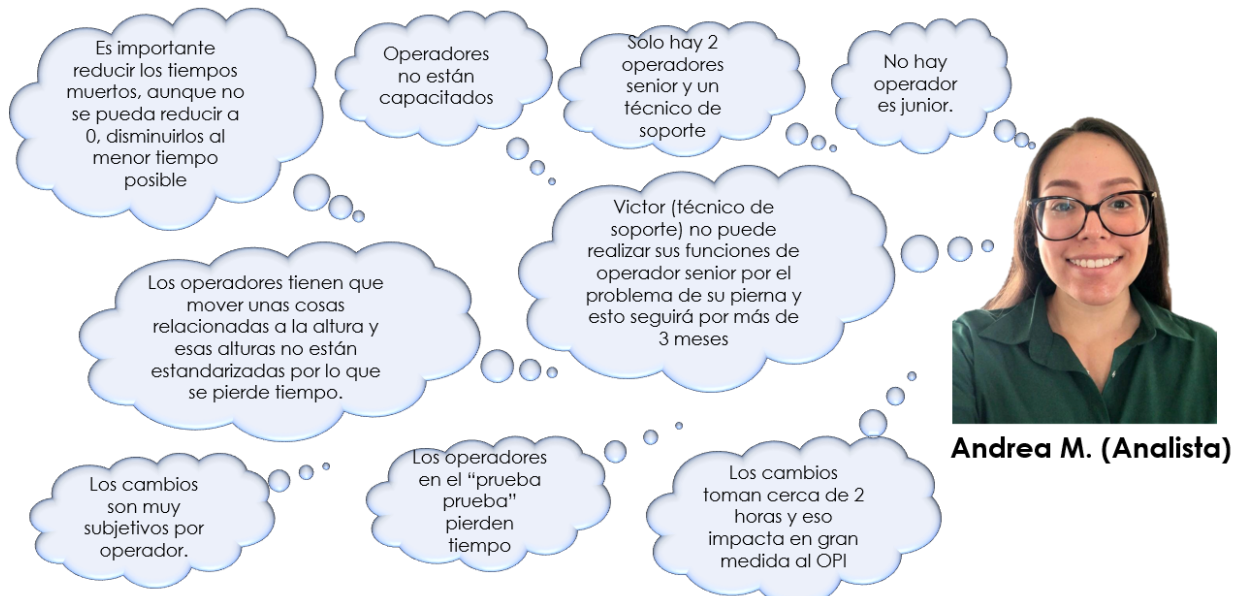 Es importante
reducir los tiempos
muertos, aunque no
se pueda reducir a
0, disminuirlos al
menor tiempo
posible
Operadores
no están
capacitados
Solo hay 2
operadores
senior y un
técnico de
soporte
No hay
operador
es junior.
Victor (técnico de
soporte) no puede
realizar sus funciones de
operador senior por el
problema de su pierna y
esto seguirá por más de
3 meses
Los operadores tienen que
mover unas cosas
relacionadas a la altura y
esas alturas no están
estandarizadas por lo que
se pierde tiempo.
Andrea M. (Analista)
Los cambios
son muy
subjetivos por
operador.
Los operadores
en el “prueba
prueba”
pierden
tiempo
Los cambios
toman cerca de 2
horas y eso
impacta en gran
medida al OPI